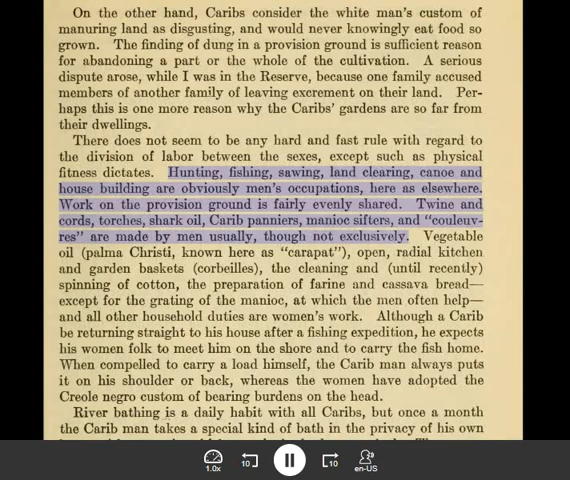 On the other hand, Caribs consider the white man's custom of
manuring land as disgusting, and would never knowingly eat food so
grown. The finding of dung in a provision ground is sufficient reason
for abandoning a part or the whole of the cultivation. A serious
dispute arose, while I was in the Reserve, because one family accused
members of another family of leaving excrement on their land. Per-
haps this is one more reason why the Caribs' gardens are so far from
their dwellings.
There does not seem to be any hard and fast rule with regard to
the division of labor between the sexes, except such as physical
fitness dictates. Hunting, fishing, sawing, land clearing, canoe and
house building are obviously men's occupations, here as elsewhere.
Work on the provision ground is fairly evenly shared. Twine and
cords, torches, shark oil, Carib panniers, manioc sifters, and "couleuv-
res" are made by men usually, though not exclusively. Vegetable
oil (palma Christi, known here as "carapat"), open, radial kitchen
and garden baskets (corbeilles), the cleaning and (until recently)
spinning of cotton, the preparation of farine and cassava bread—
except for the grating of the manioc, at which the men often help—
and all other household duties are women's work. Although a Carib
be returning straight to his house after a fishing expedition, he expects
his women folk to meet him on the shore and to carry the fish home.
When compelled to carry a load himself, the Carib man always puts
it on his shoulder or back, whereas the women have adopted the
Creole negro custom of bearing burdens on the head.
River bathing is a daily habit with all Caribs, but once a month
the Carib man takes a special kind of bath in the privacy of his own
1.0x
10
10
en-US